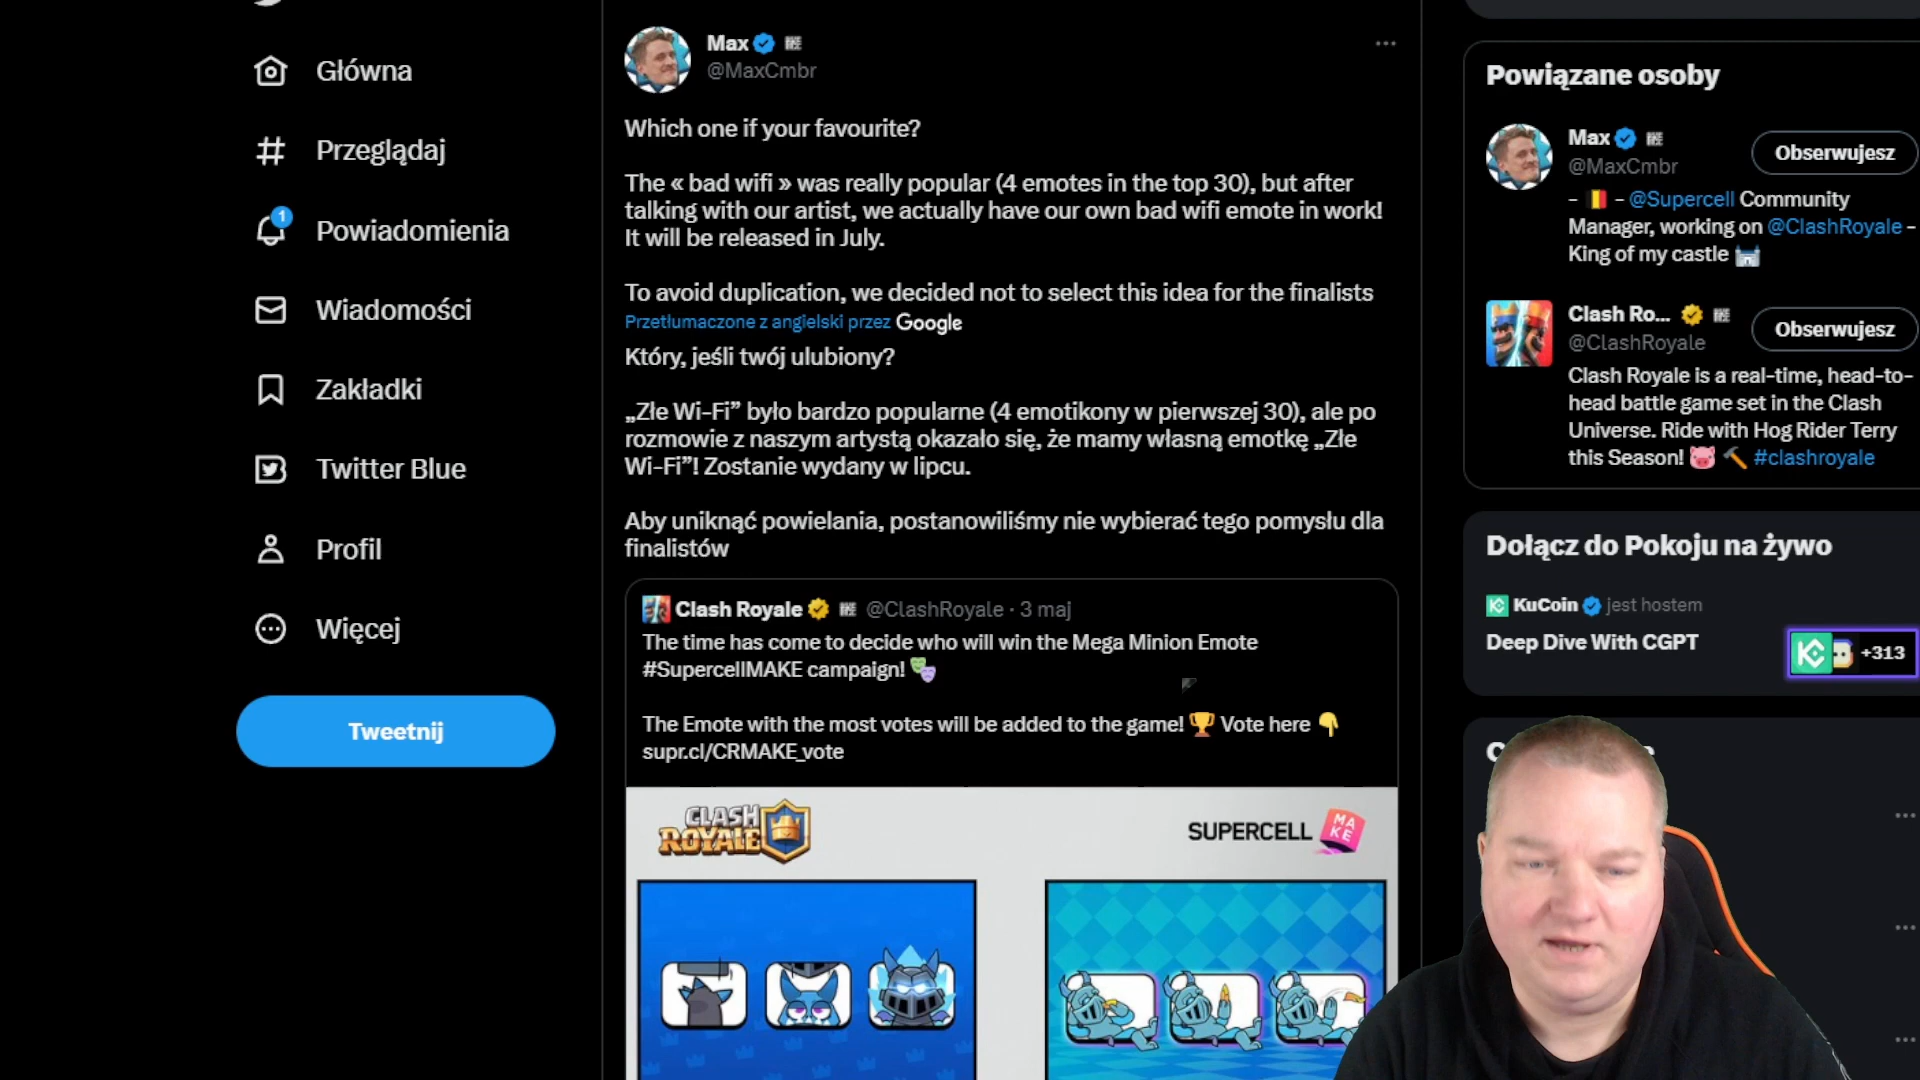 Główna
Przeglądaj
1
Powiadomienia
Wiadomości
Zakładki
Twitter Blue
Profil
Więcej
Tweetnij
Max
@MaxCmbr
Which one if your favourite?
The « bad wifi » was really popular (4 emotes in the top 30), but after
talking with our artist, we actually have our own bad wifi emote in work!
It will be released in July.
To avoid duplication, we decided not to select this idea for the finalists
Przetłumaczone z angielski przez Google
Który, jeśli twój ulubiony?
„Złe Wi-Fi” było bardzo popularne (4 emotikony w pierwszej 30), ale po
rozmowie z naszym artystą okazało się, że mamy własną emotkę „Złe
Wi-Fi”! Zostanie wydany w lipcu.
Aby uniknąć powielania, postanowiliśmy nie wybierać tego pomysłu dla
finalistów
Clash Royale @ClashRoyale · 3 maj
The time has come to decide who will win the Mega Minion Emote
#SupercellMAKE campaign! 🎭
The Emote with the most votes will be added to the game! 🏆 Vote here 👇
supr.cl/CRMAKE_vote
CLASH
ROYALE
SUPERCELL
MA
KE
Powiązane osoby
Max
@MaxCmbr
Obserwujesz
- 🇧🇪 - @Supercell Community
Manager, working on @ClashRoyale -
King of my castle 🏰
Clash Ro...
@ClashRoyale
Obserwujesz
Clash Royale is a real-time, head-to-
head battle game set in the Clash
Universe. Ride with Hog Rider Terry
this Season! 🐷 🔨 #clashroyale
Dołącz do Pokoju na żywo
KuCoin jest hostem
Deep Dive With CGPT
+313